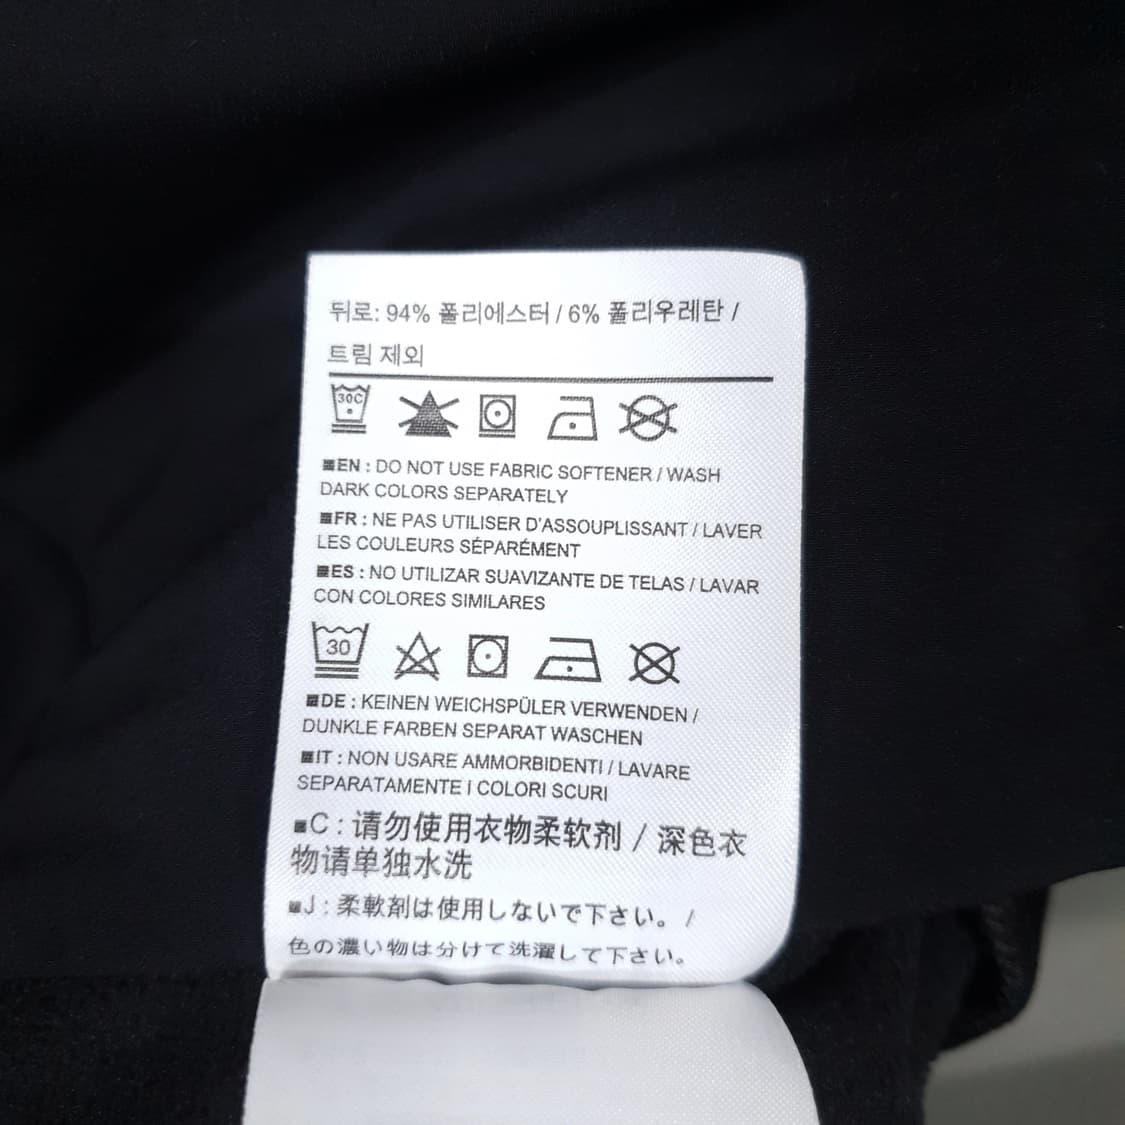 뒤로: 94% 폴리에스터 / 6% 폴리우레탄 /
트림 제외
30C
■EN : DO NOT USE FABRIC SOFTENER / WASH
DARK COLORS SEPARATELY
■FR : NE PAS UTILISER D'ASSOUPLISSANT / LAVER
LES COULEURS SÉPARÉMENT
■ES : NO UTILIZAR SUAVIZANTE DE TELAS / LAVAR
CON COLORES SIMILARES
30
■DE : KEINEN WEICHSPÜLER VERWENDEN /
DUNKLE FARBEN SEPARAT WASCHEN
■IT : NON USARE AMMORBIDENTI / LAVARE
SEPARATAMENTE I COLORI SCURI
■C : 请勿使用衣物柔软剂 / 深色衣
物请单独水洗
■J : 柔軟剤は使用しないで下さい。 /
色の濃い物は分けて洗濯して下さい。